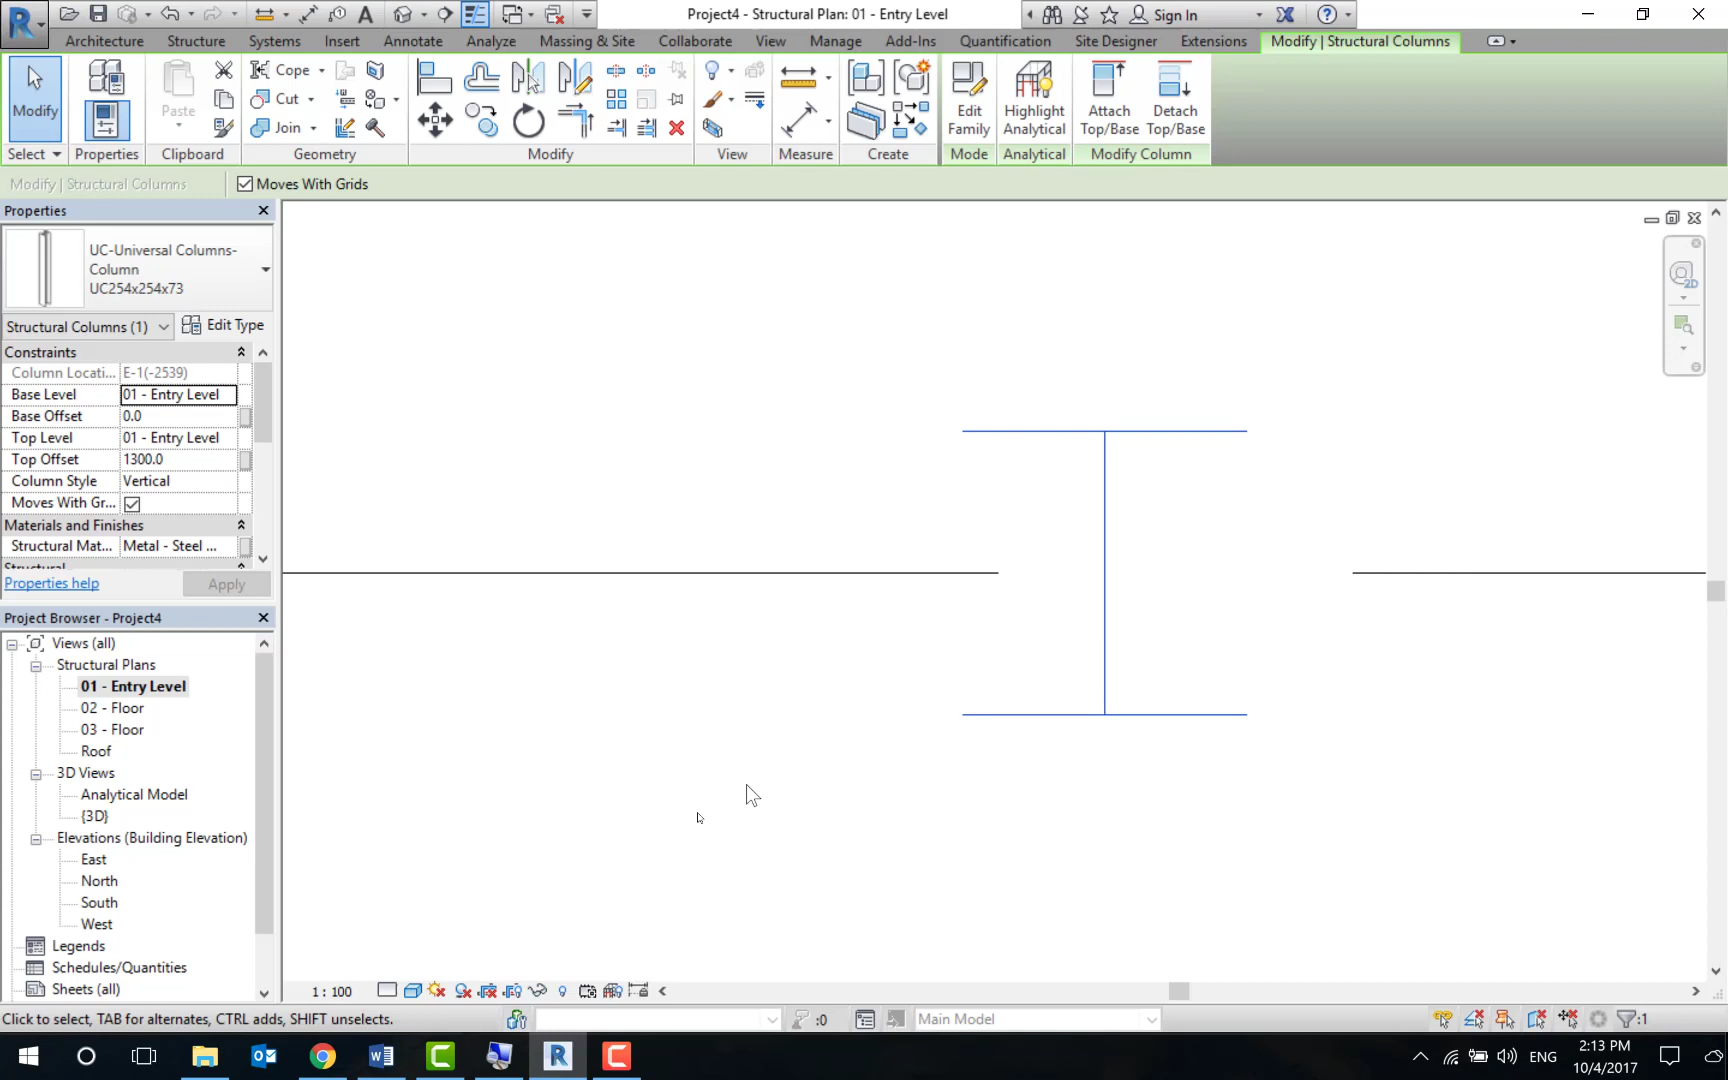 Project4 - Structural Plan: 01 - Entry Level
Sign In
Architecture Structure Systems Insert Annotate Analyze Massing & Site Collaborate View Manage Add-Ins Quantification Site Designer Extensions Modify | Structural Columns
Modify
Paste
Cope
Cut
Join
Edit Family
Highlight Analytical
Attach Top/Base
Detach Top/Base
Select Properties Clipboard Geometry Modify View Measure Create Mode Analytical Modify Column
Modify | Structural Columns
Moves With Grids
Properties
UC-Universal Columns-
Column
UC254x254x73
Structural Columns (1)
Edit Type
Constraints
Column Locati... E-1(-2539)
Base Level 01 - Entry Level
Base Offset 0.0
Top Level 01 - Entry Level
Top Offset 1300.0
Column Style Vertical
Moves With Gr...
Materials and Finishes
Structural Mat... Metal - Steel ...
Structural
Properties help
Apply
Project Browser - Project4
Views (all)
Structural Plans
01 - Entry Level
02 - Floor
03 - Floor
Roof
3D Views
Analytical Model
{3D}
Elevations (Building Elevation)
East
North
South
West
Legends
Schedules/Quantities
Sheets (all)
2D
1 : 100
Click to select, TAB for alternates, CTRL adds, SHIFT unselects.
:0
Main Model
:1
ENG
2:13 PM
10/4/2017